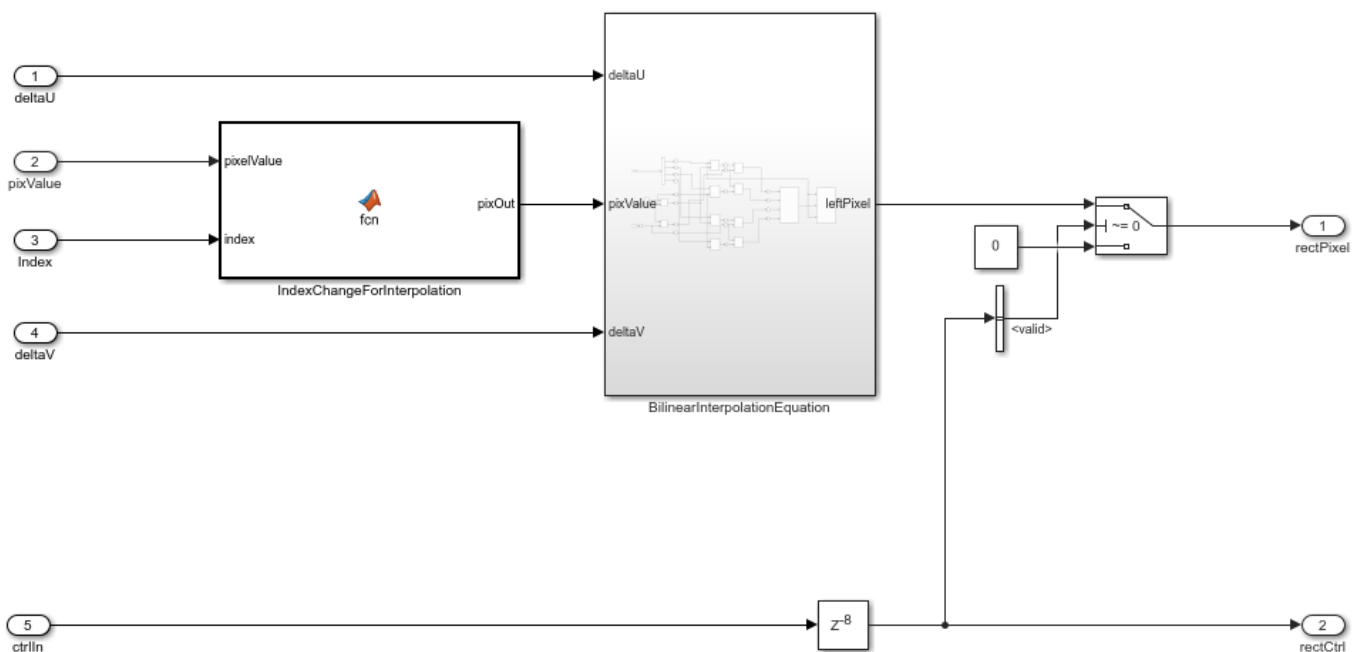 1
deltaU
deltaU
2
pixValue
pixelValue
fcn
pixOut
pixValue
leftPixel
3
Index
index
IndexChangeForInterpolation
0
~= 0
1
rectPixel
4
deltaV
deltaV
<valid>
BilinearInterpolationEquation
5
ctrlIn
Z-8
2
rectCtrl